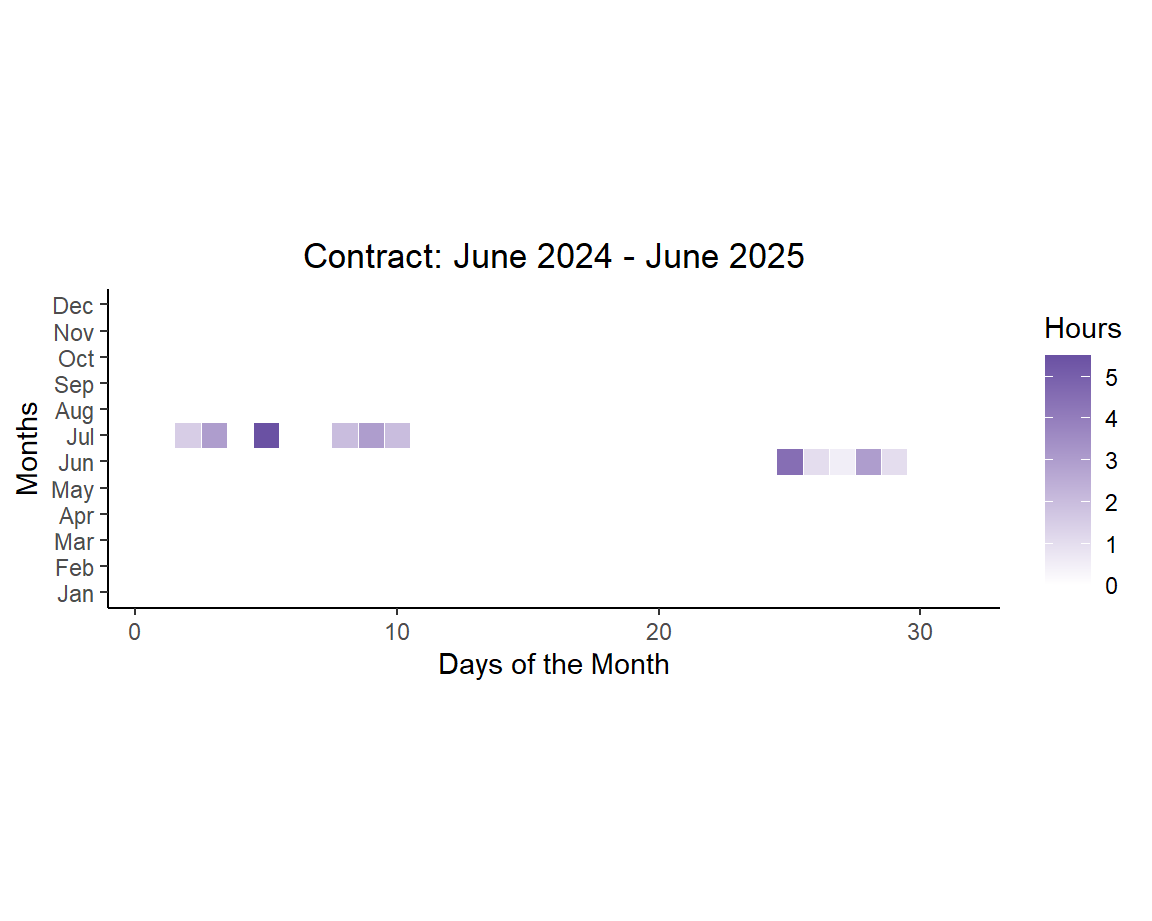 Contract: June 2024 - June 2025
Months
Dec
Nov
Oct
Sep
Aug
Jul
Jun
May
Apr
Mar
Feb
Jan
0 10 20 30
Days of the Month
Hours
5
4
3
2
1
0